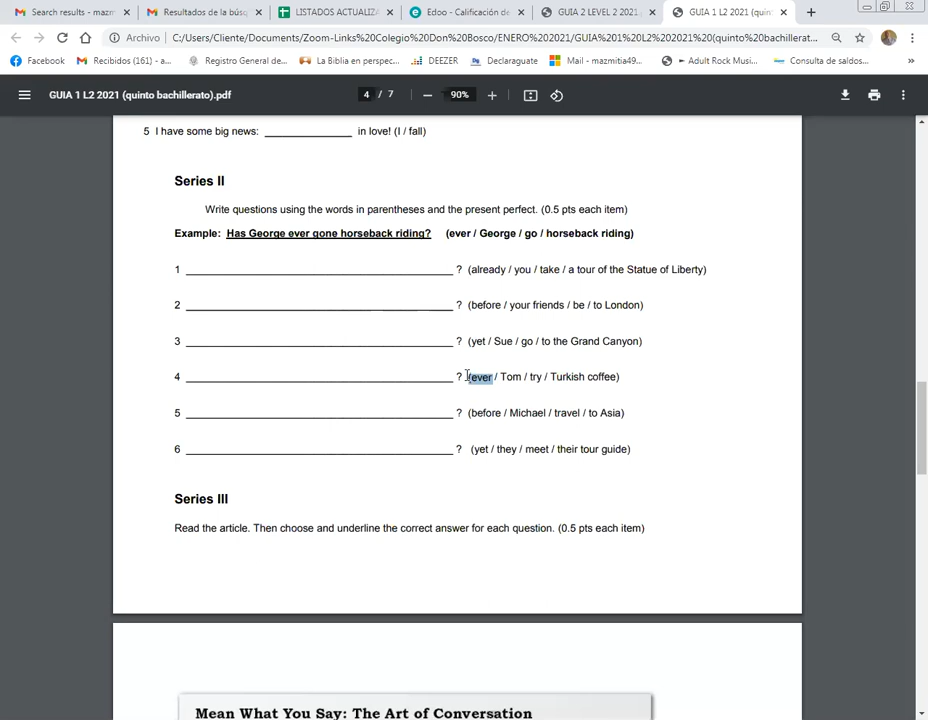 Search results - maz
Resultados de la búsq
LISTADOS ACTUALIZA
Edoo - Calificación de
GUIA 2 LEVEL 2 2021
GUIA 1 L2 2021 (quin
Archivo | C:/Users/Cliente/Documents/Zoom-Links%20Colegio%20Don%20Bosco/ENERO%202021/GUIA%201%20L2%202021%20(quinto%20bachillerat...
Facebook
Recibidos (161) - a...
Registro General de...
La Biblia en perspec...
DEEZER
Declaraguate
Mail - mazmitia49...
► Adult Rock Musi...
Consulta de saldos...
»
GUIA 1 L2 2021 (quinto bachillerato).pdf
4 / 7
90%
5 I have some big news: ______________ in love! (I / fall)
Series II
Write questions using the words in parentheses and the present perfect. (0.5 pts each item)
Example: Has George ever gone horseback riding? (ever / George / go / horseback riding)
1 ______________ ? (already / you / take / a tour of the Statue of Liberty)
2 ______________ ? (before / your friends / be / to London)
3 ______________ ? (yet / Sue / go / to the Grand Canyon)
4 ______________ ? (ever / Tom / try / Turkish coffee)
5 ______________ ? (before / Michael / travel / to Asia)
6 ______________ ? (yet / they / meet / their tour guide)
Series III
Read the article. Then choose and underline the correct answer for each question. (0.5 pts each item)
Mean What You Say: The Art of Conversation